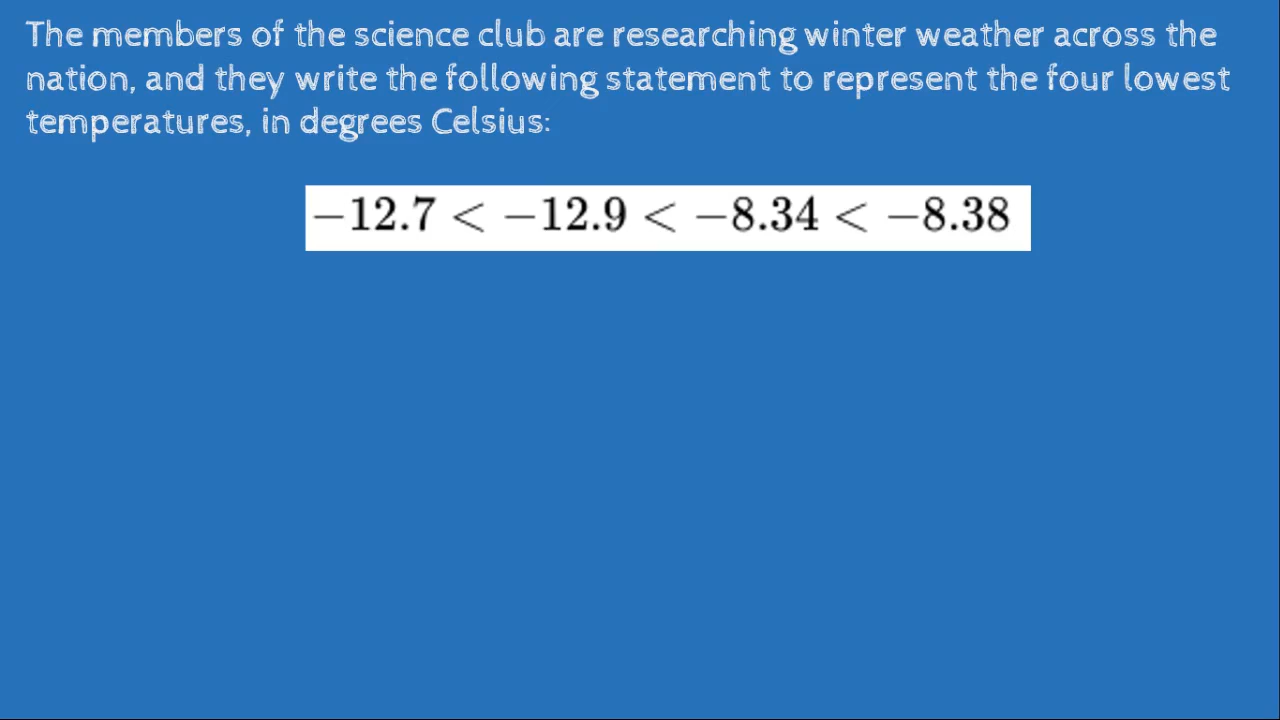 The members of the science club are researching winter weather across the
nation, and they write the following statement to represent the four lowest
temperatures, in degrees Celsius:
−12.7 < −12.9 < −8.34 < −8.38